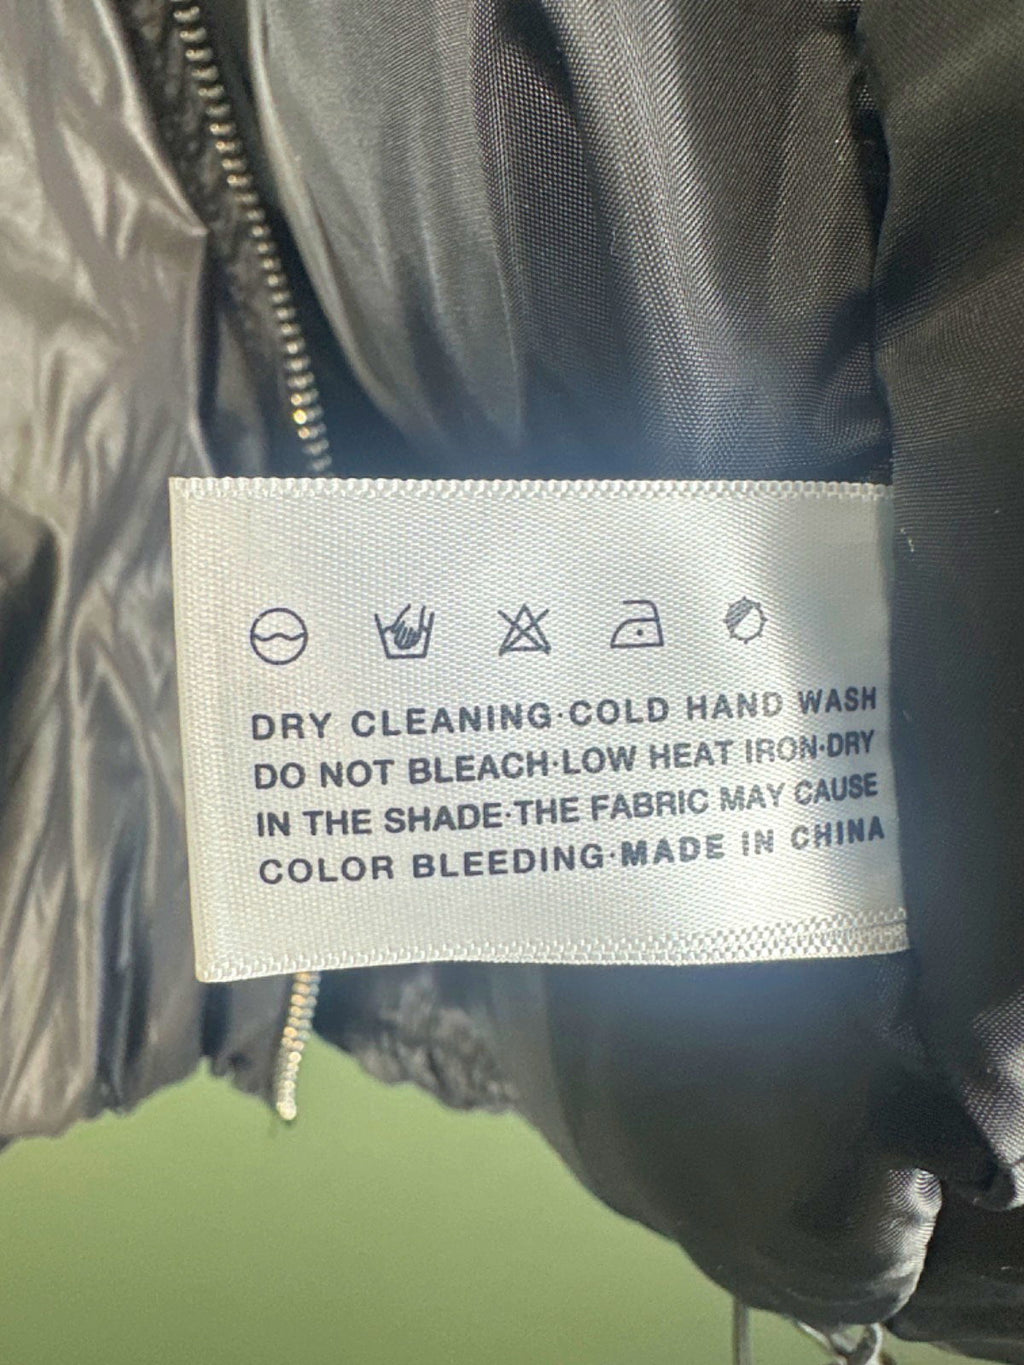 DRY CLEANING·COLD HAND WASH
DO NOT BLEACH·LOW HEAT IRON·DRY
IN THE SHADE·THE FABRIC MAY CAUSE
COLOR BLEEDING·MADE IN CHINA